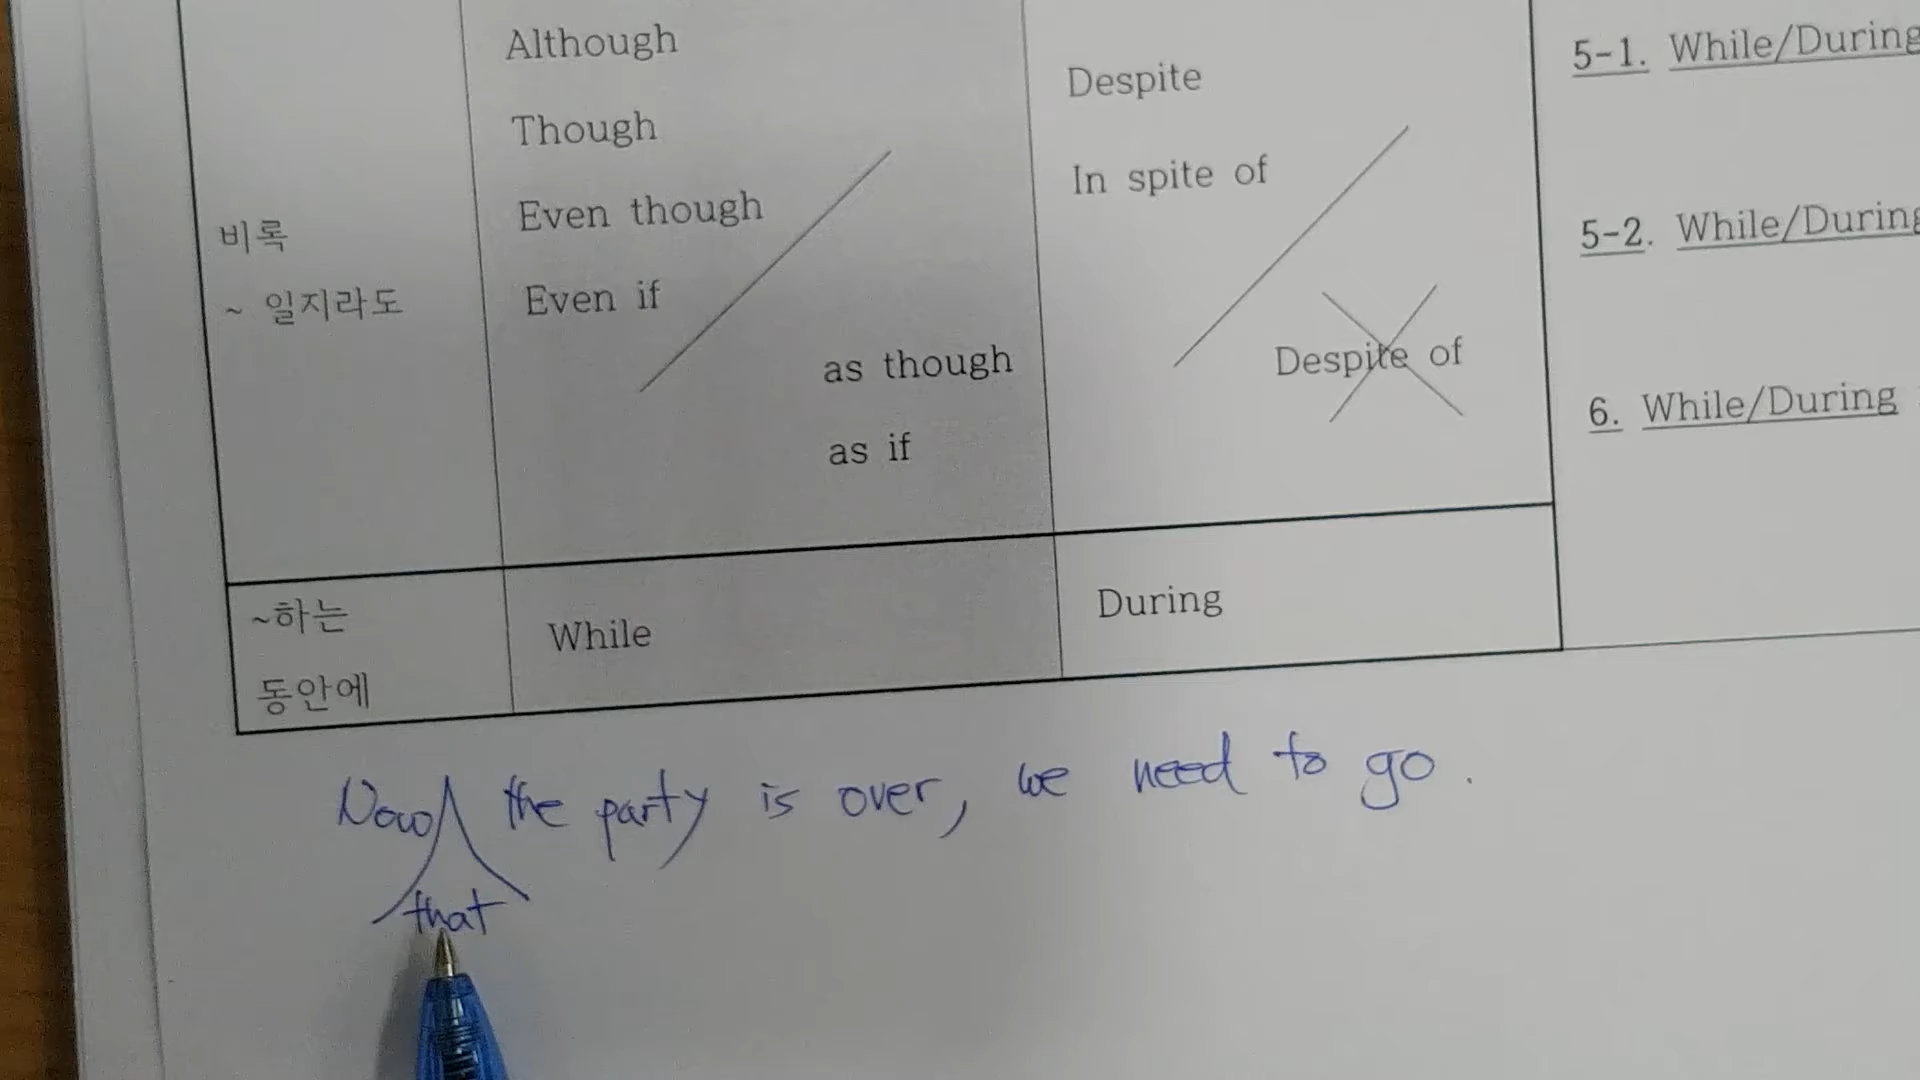 Although
Though
Even though
Even if
as though
as if
비록
~ 일지라도
Despite
In spite of
Despite of
~하는
동안에
While
During
5-1. While/During
5-2. While/During
6. While/During
Now the party is over, we need to go.
that